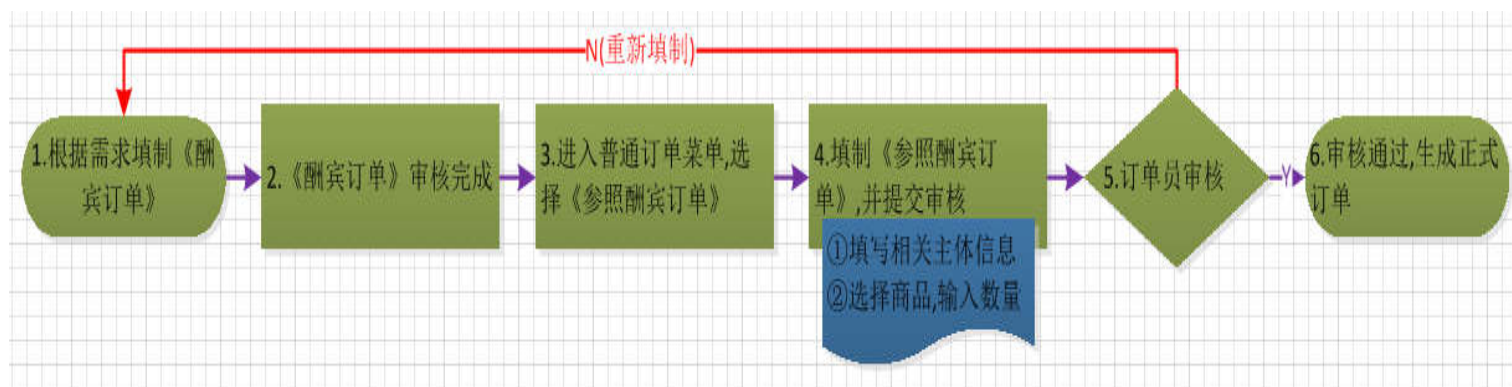 N(重新填制)
1.根据需求填制《酬
宾订单》
2.《酬宾订单》审核完成
3.进入普通订单菜单,选
择《参照酬宾订单》
4.填制《参照酬宾订
单》,并提交审核
①填写相关主体信息
②选择商品,输入数量
5.订单员审核
Y
6.审核通过,生成正式
订单